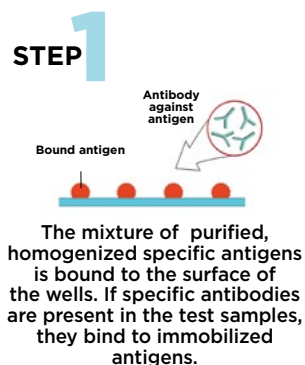 STEP 1
Antibody
against
antigen
Bound antigen
The mixture of purified,
homogenized specific antigens
is bound to the surface of
the wells. If specific antibodies
are present in the test samples,
they bind to immobilized
antigens.